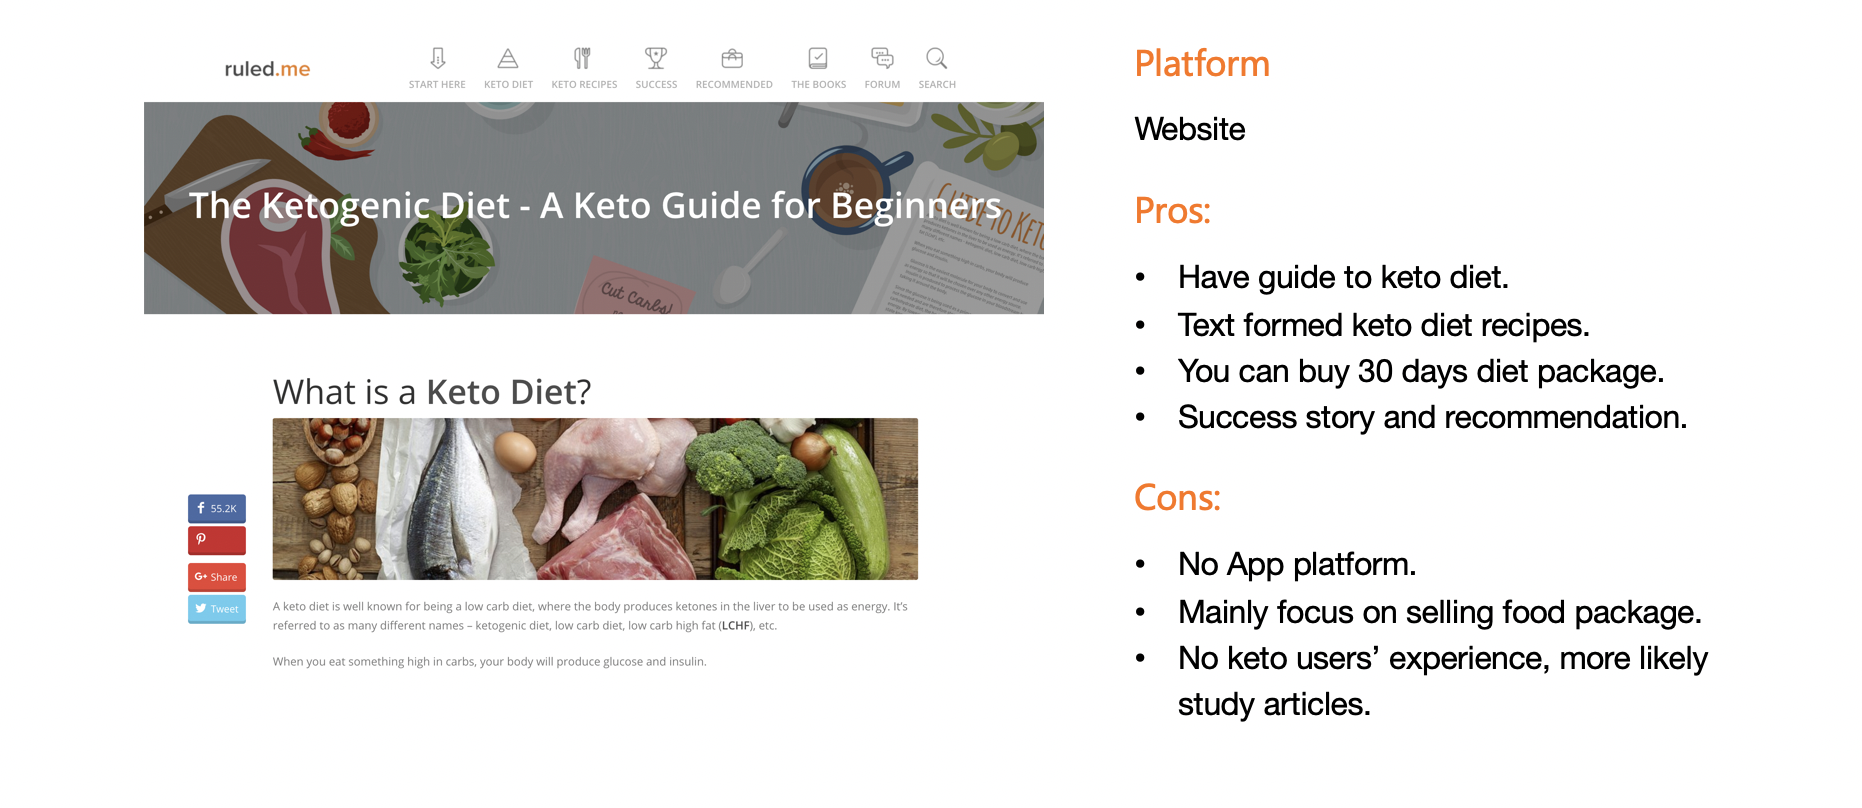 ruled.me
START HERE
KETO DIET
KETO RECIPES
SUCCESS
RECOMMENDED
THE BOOKS
FORUM
SEARCH
The Ketogenic Diet - A Keto Guide for Beginners
GUIDE TO KETO
Cut Carbs!
What is a Keto Diet?
55.2K
Share
Tweet
A keto diet is well known for being a low carb diet, where the body produces ketones in the liver to be used as energy. It’s
referred to as many different names – ketogenic diet, low carb diet, low carb high fat (LCHF), etc.
When you eat something high in carbs, your body will produce glucose and insulin.
Platform
Website
Pros:
• Have guide to keto diet.
• Text formed keto diet recipes.
• You can buy 30 days diet package.
• Success story and recommendation.
Cons:
• No App platform.
• Mainly focus on selling food package.
• No keto users’ experience, more likely
study articles.